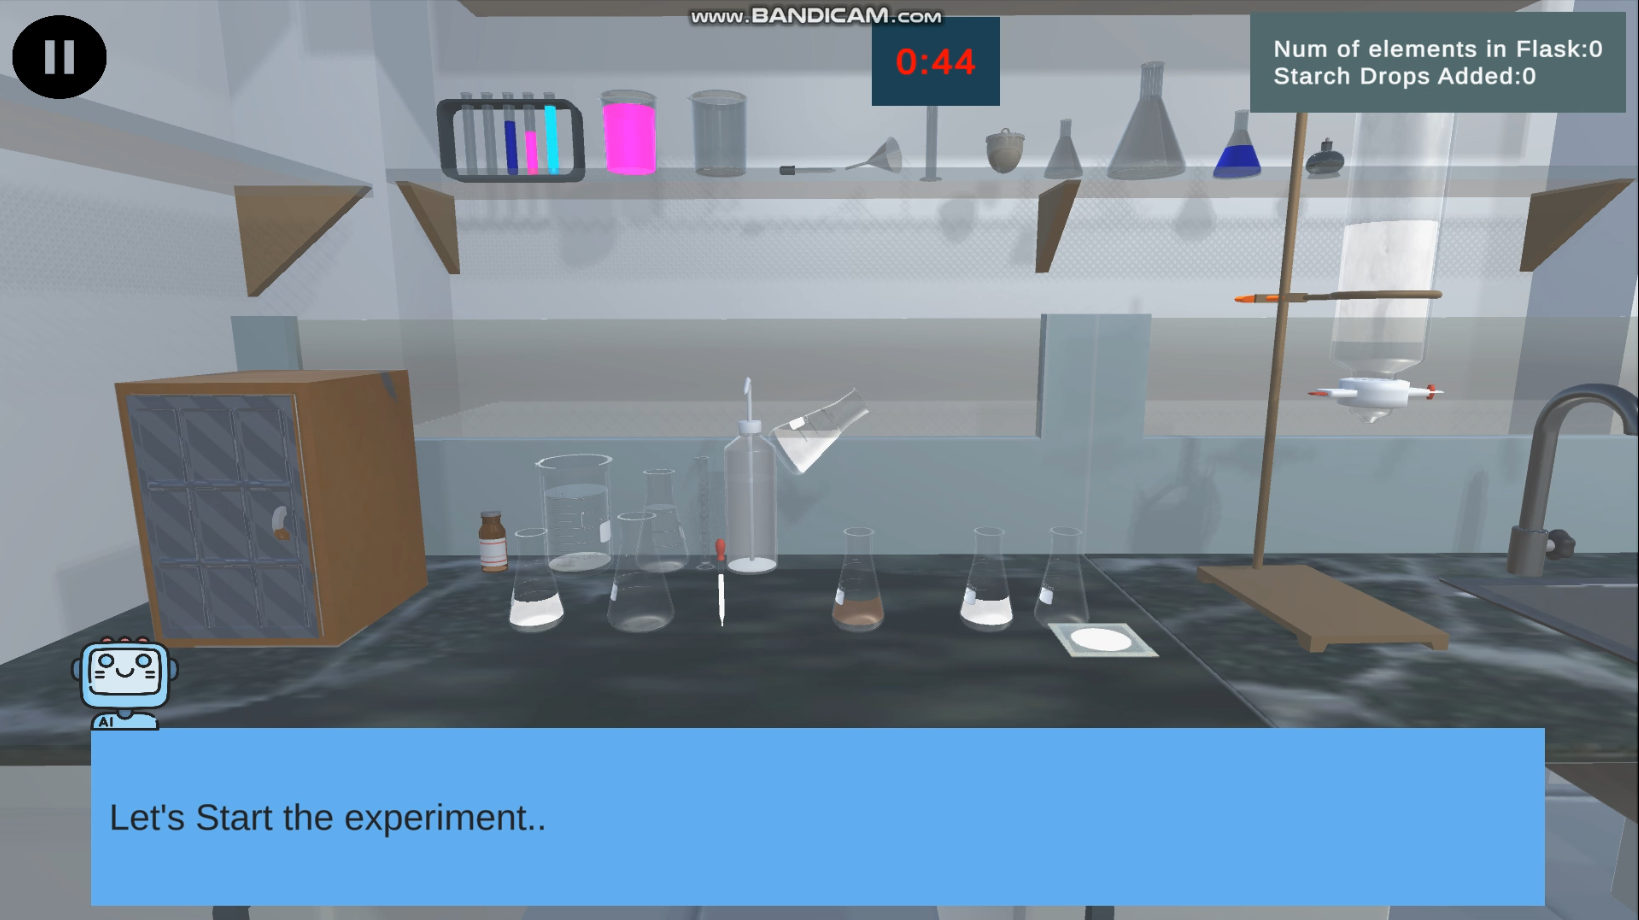 www.BANDICAM.com
0:44
Num of elements in Flask:0
Starch Drops Added:0
AI
Let's Start the experiment..